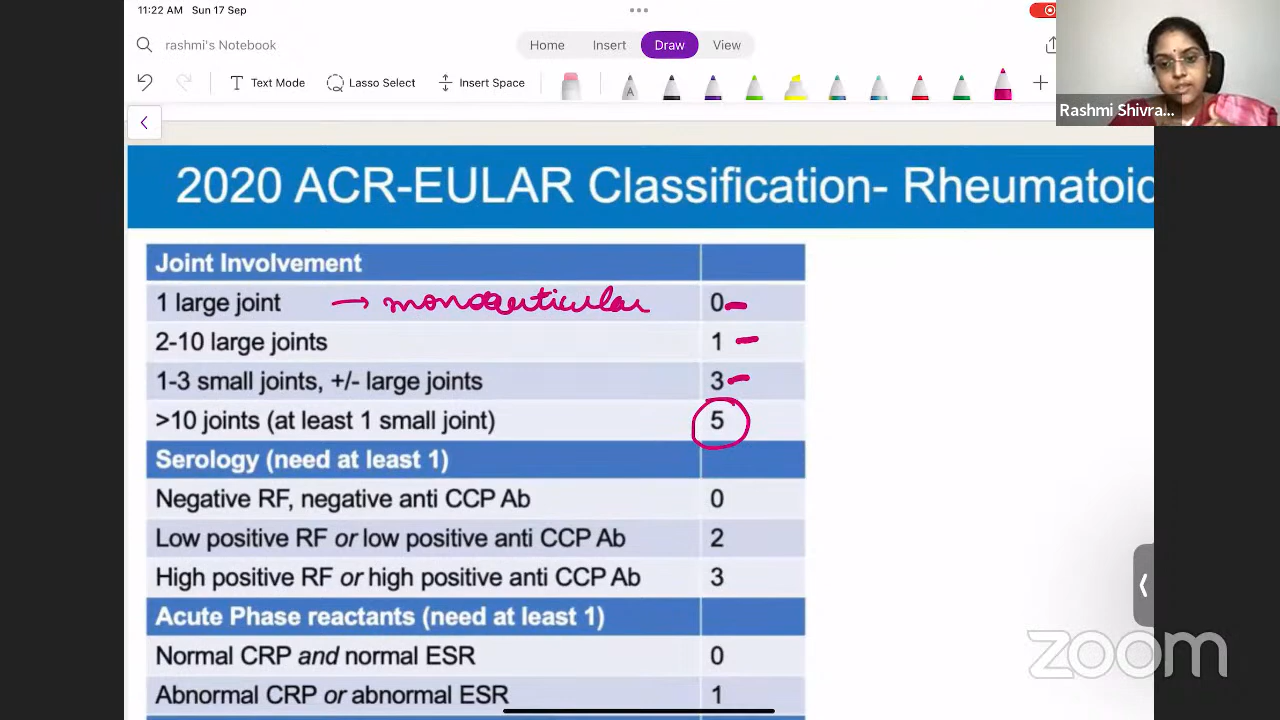 11:22 AM Sun 17 Sep
rashmi's Notebook
Home Insert Draw View
Text Mode Lasso Select Insert Space
A
Rashmi Shivra...
2020 ACR-EULAR Classification- Rheumatoid
Joint Involvement
1 large joint → monoarticular 0
2-10 large joints 1
1-3 small joints, +/- large joints 3
>10 joints (at least 1 small joint) 5
Serology (need at least 1)
Negative RF, negative anti CCP Ab 0
Low positive RF or low positive anti CCP Ab 2
High positive RF or high positive anti CCP Ab 3
Acute Phase reactants (need at least 1)
Normal CRP and normal ESR 0
Abnormal CRP or abnormal ESR 1
zoom